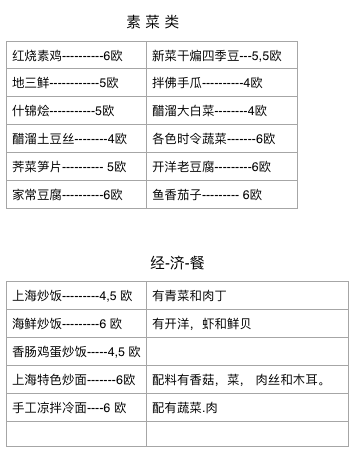 素 菜 类
红烧素鸡----------6欧 新菜干煸四季豆---5,5欧
地三鲜------------5欧 拌佛手瓜----------4欧
什锦烩-----------5欧 醋溜大白菜--------4欧
醋溜土豆丝--------4欧 各色时令蔬菜-------6欧
荠菜笋片---------- 5欧 开洋老豆腐---------6欧
家常豆腐----------6欧 鱼香茄子--------- 6欧
经-济-餐
上海炒饭---------4,5 欧 有青菜和肉丁
海鲜炒饭---------6 欧 有开洋，虾和鲜贝
香肠鸡蛋炒饭-----4,5 欧
上海特色炒面-------6欧 配料有香菇，菜， 肉丝和木耳。
手工凉拌冷面----6 欧 配有蔬菜.肉